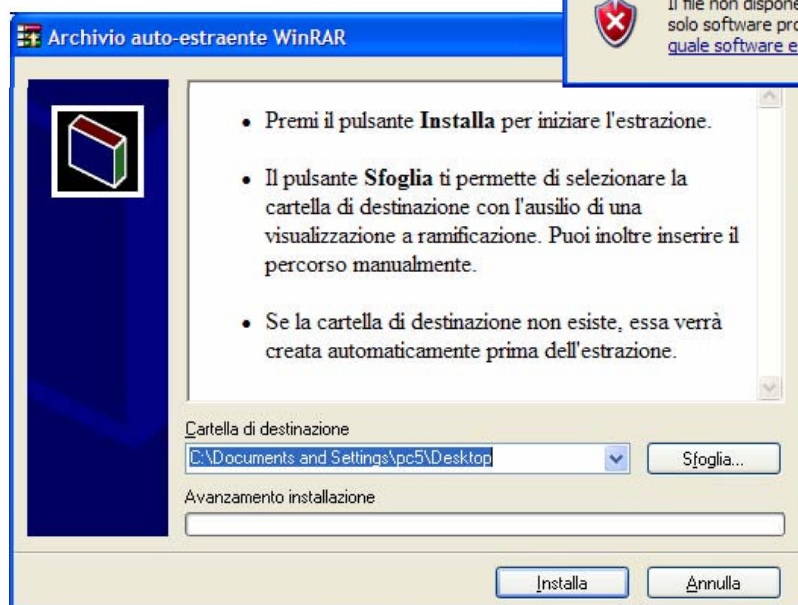 Il file non dispone
solo software pro
quale software e
Archivio auto-estraente WinRAR
• Premi il pulsante Installa per iniziare l'estrazione.
• Il pulsante Sfoglia ti permette di selezionare la
cartella di destinazione con l'ausilio di una
visualizzazione a ramificazione. Puoi inoltre inserire il
percorso manualmente.
• Se la cartella di destinazione non esiste, essa verrà
creata automaticamente prima dell'estrazione.
Cartella di destinazione
C:\Documents and Settings\pc5\Desktop
Sfoglia...
Avanzamento installazione
Installa
Annulla